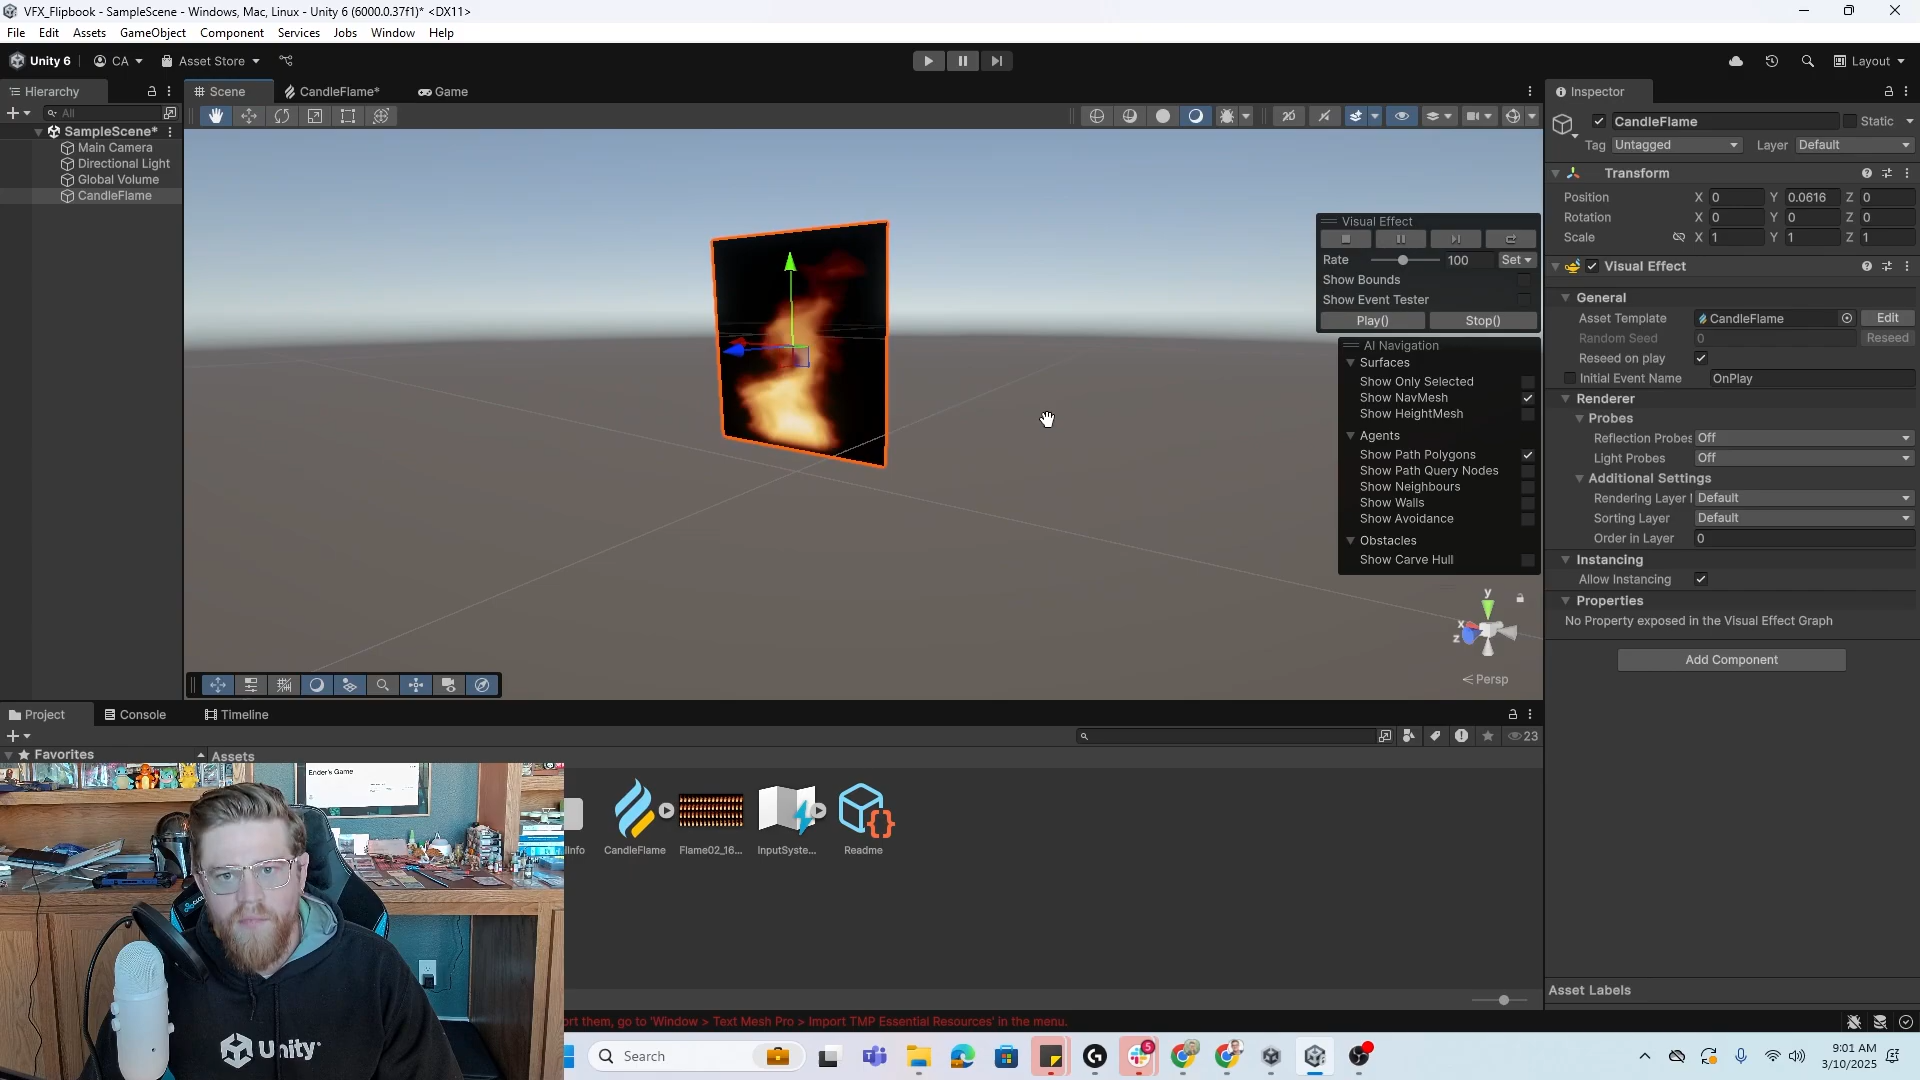 VFX_Flipbook - SampleScene - Windows, Mac, Linux - Unity 6 (6000.0.37f1)* <DX11>
File Edit Assets GameObject Component Services Jobs Window Help
Unity 6 CA Asset Store Layout
Hierarchy Scene CandleFlame* Game Inspector
All
SampleScene*
Main Camera
Directional Light
Global Volume
CandleFlame
CandleFlame Static
Tag Untagged Layer Default
Transform
Position X 0 Y 0.0616 Z 0
Rotation X 0 Y 0 Z 0
Scale X 1 Y 1 Z 1
Visual Effect
General
Asset Template CandleFlame Edit
Random Seed 0 Reseed
Reseed on play
Initial Event Name OnPlay
Renderer
Probes
Reflection Probes Off
Light Probes Off
Additional Settings
Rendering Layer Default
Sorting Layer Default
Order in Layer 0
Instancing
Allow Instancing
Properties
No Property exposed in the Visual Effect Graph
Add Component
Asset Labels
Visual Effect
Rate 100 Set
Show Bounds
Show Event Tester
Play() Stop()
AI Navigation
Surfaces
Show Only Selected
Show NavMesh
Show HeightMesh
Agents
Show Path Polygons
Show Path Query Nodes
Show Neighbours
Show Walls
Show Avoidance
Obstacles
Show Carve Hull
y
x
z
Persp
2D
Project Console Timeline
23
Favorites
Assets
Info CandleFlame Flame02_16... InputSyste... Readme
Ender's Game
Unity
ort them, go to 'Window > Text Mesh Pro > Import TMP Essential Resources' in the menu.
Search
5
9:01 AM
3/10/2025